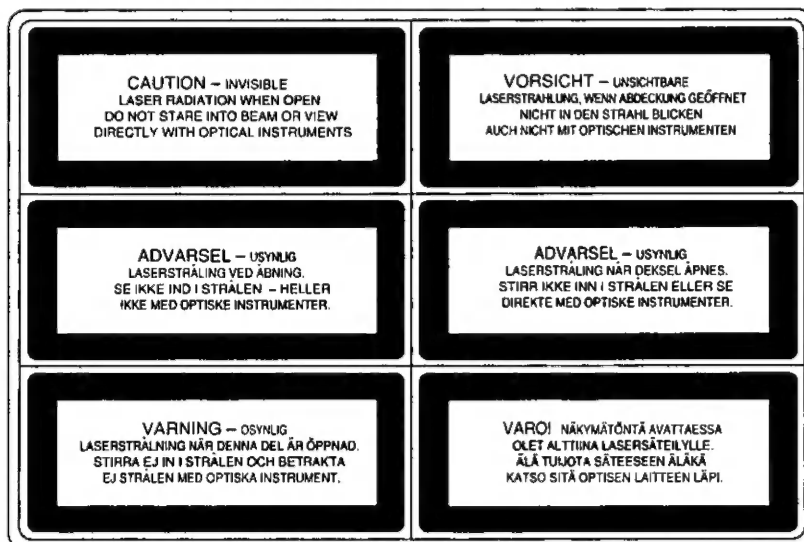 CAUTION – INVISIBLE
LASER RADIATION WHEN OPEN
DO NOT STARE INTO BEAM OR VIEW
DIRECTLY WITH OPTICAL INSTRUMENTS
VORSICHT – UNSICHTBARE
LASERSTRAHLUNG, WENN ABDECKUNG GEÖFFNET
NICHT IN DEN STRAHL BLICKEN
AUCH NICHT MIT OPTISCHEN INSTRUMENTEN
ADVARSEL – USYNLIG
LASERSTRÅLING VED ÅBNING.
SE IKKE IND I STRÅLEN – HELLER
IKKE MED OPTISKE INSTRUMENTER.
ADVARSEL – USYNLIG
LASERSTRÅLING NÅR DEKSEL ÅPNES.
STIRR IKKE INN I STRÅLEN ELLER SE
DIREKTE MED OPTISKE INSTRUMENTER.
VARNING – OSYNLIG
LASERSTRÅLNING NÄR DENNA DEL ÄR ÖPPNAD.
STIRRA EJ IN I STRÅLEN OCH BETRAKTA
EJ STRÅLEN MED OPTISKA INSTRUMENT.
VARO! NÄKYMÄTÖNTÄ AVATTAESSA
OLET ALTTIINA LASERSÄTEILYLLE.
ÄLÄ TUIJOTA SÄTEESEEN ÄLÄKÄ
KATSO SITÄ OPTISEN LAITTEEN LÄPI.